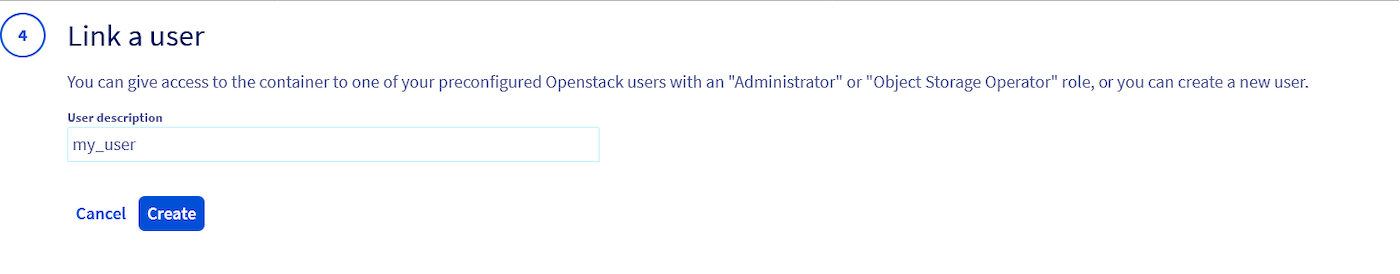 4
Link a user
You can give access to the container to one of your preconfigured Openstack users with an "Administrator" or "Object Storage Operator" role, or you can create a new user.
User description
my_user
Cancel Create